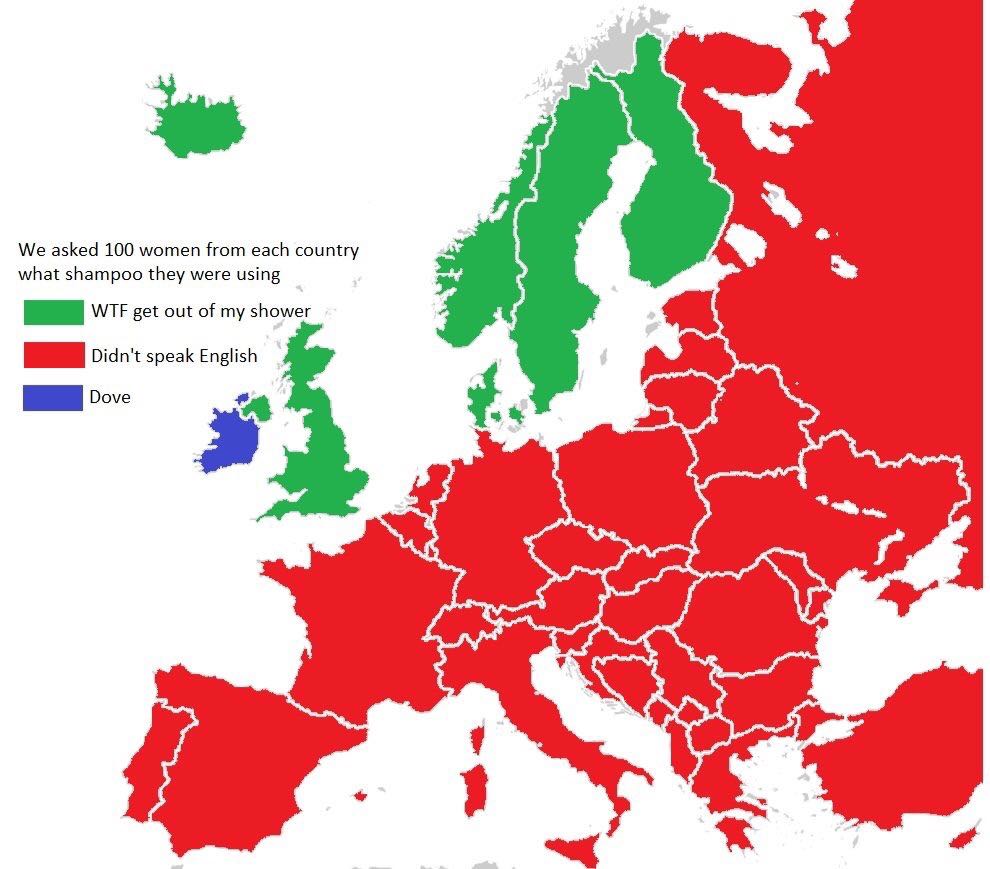 We asked 100 women from each country
what shampoo they were using
WTF get out of my shower
Didn't speak English
Dove